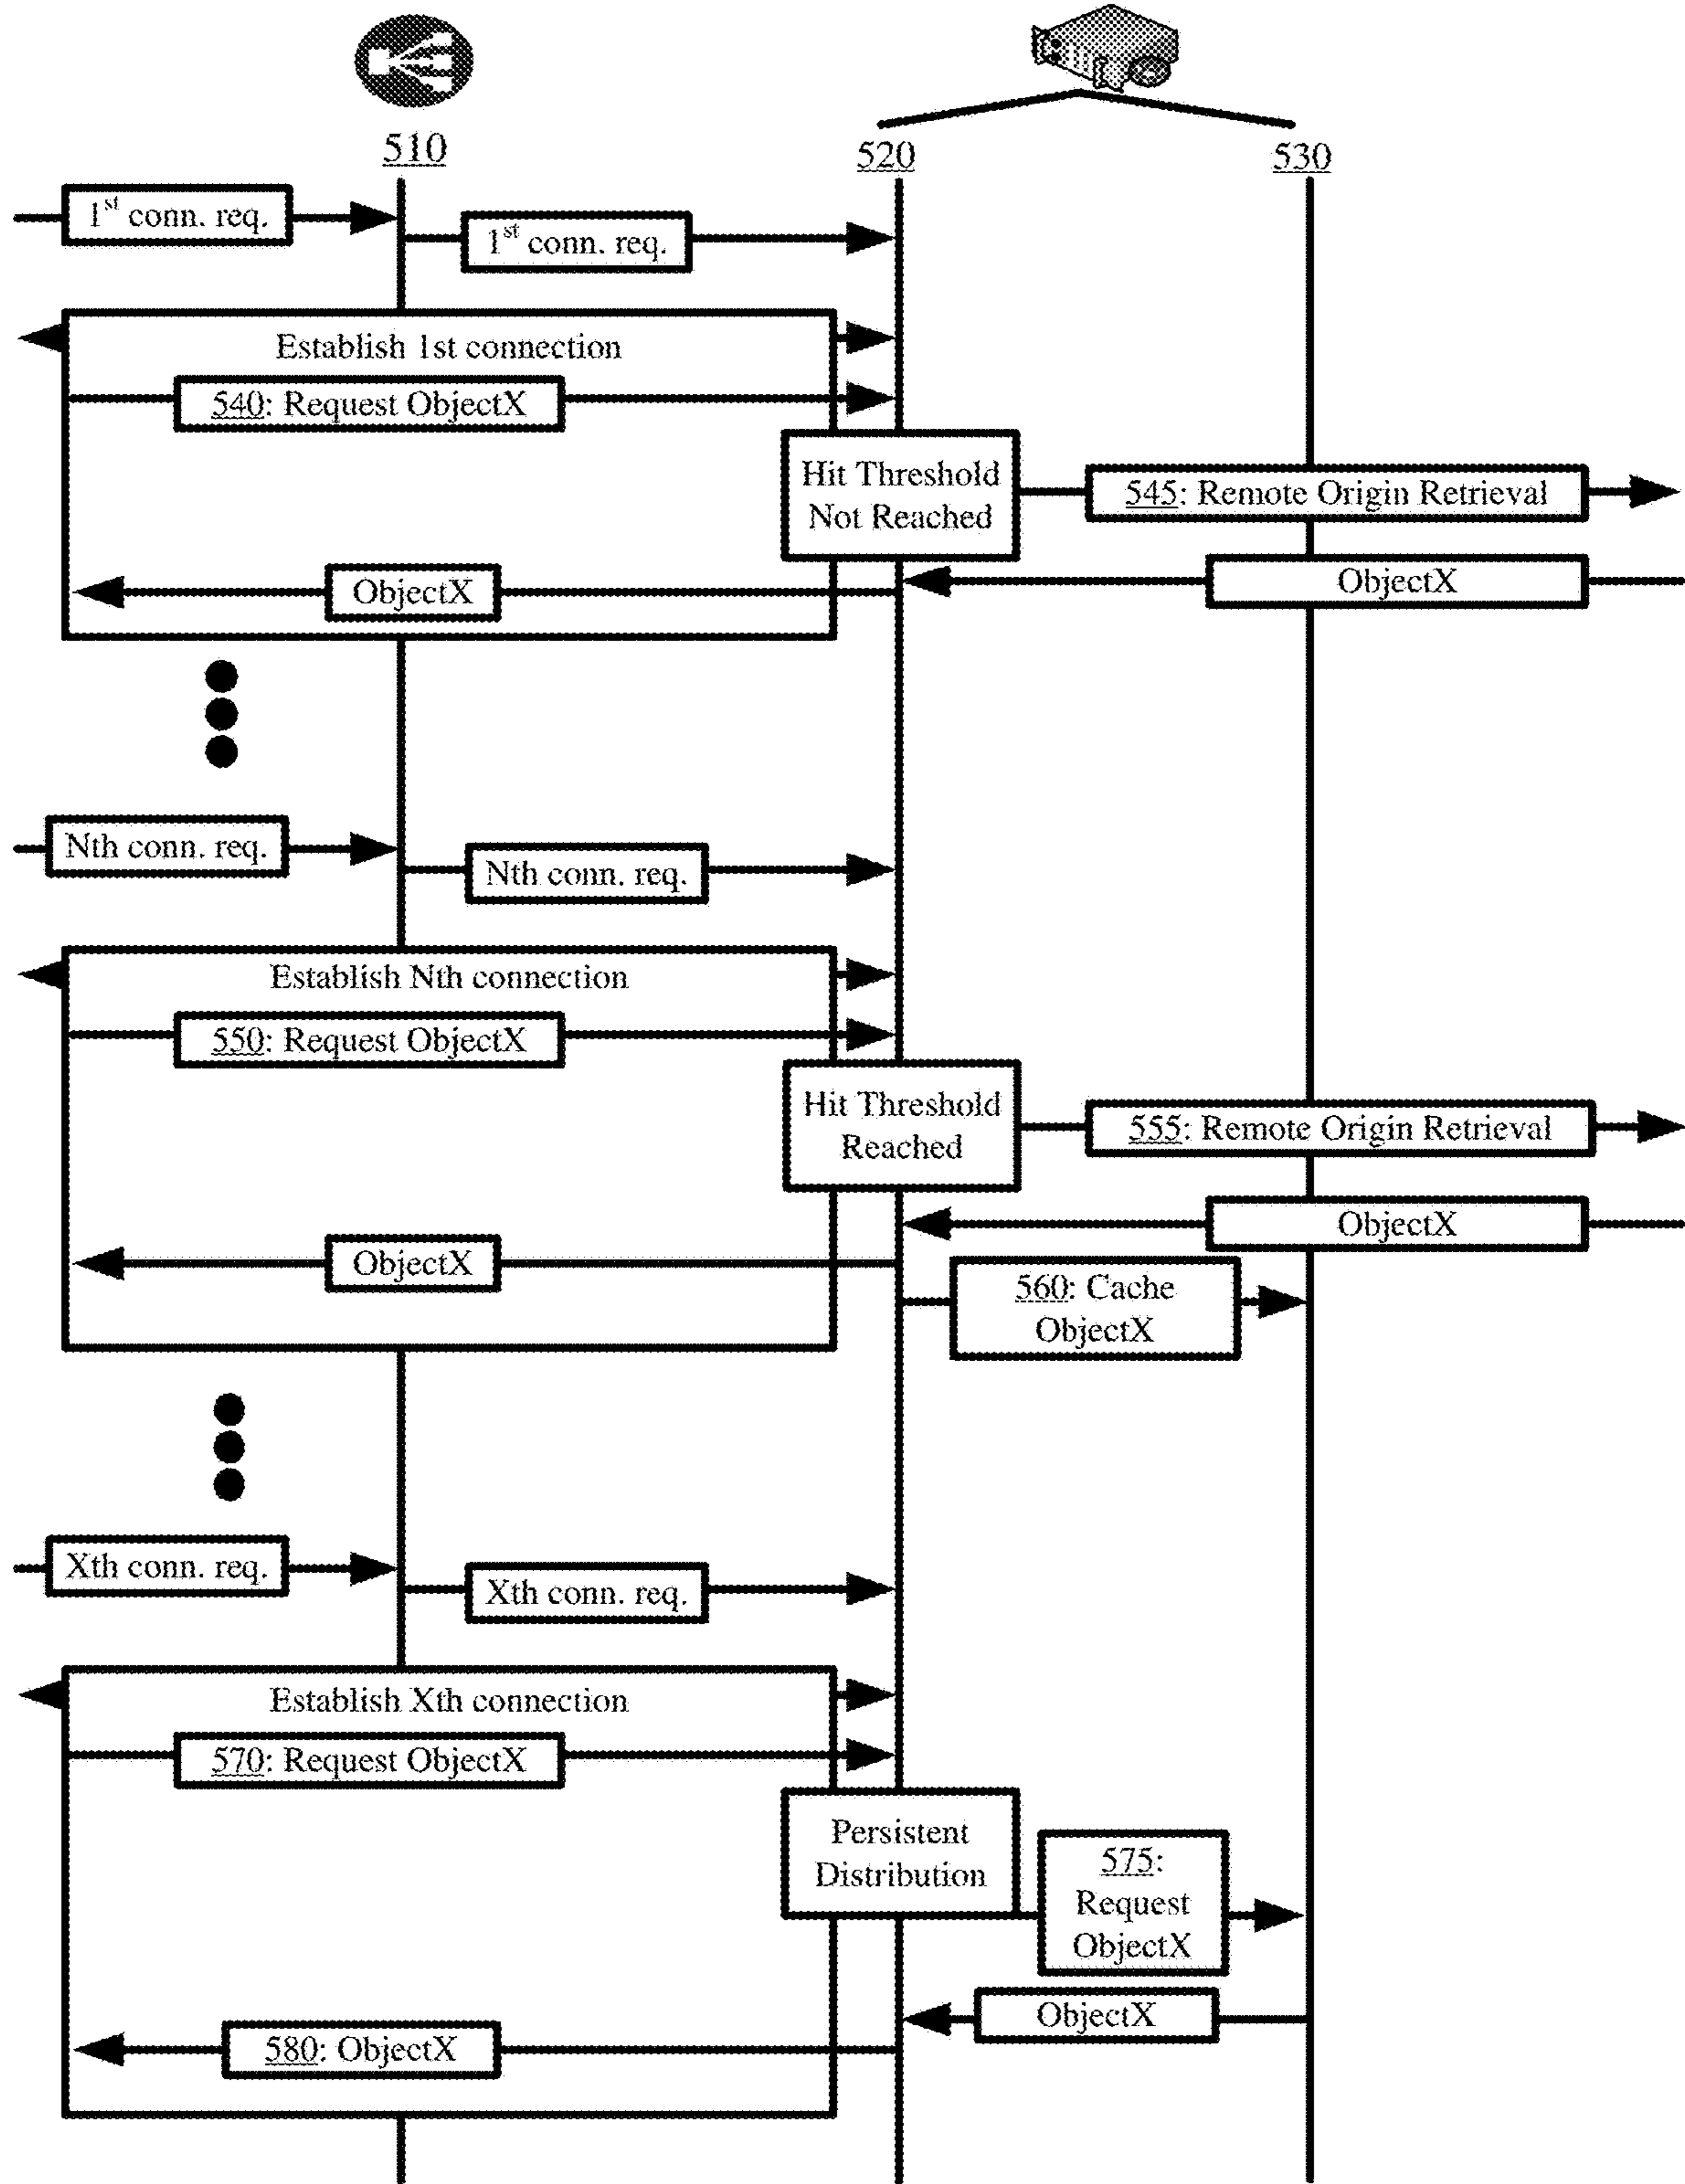 510
520
530
1st conn. req.
1st conn. req.
Establish 1st connection
540: Request ObjectX
Hit Threshold
Not Reached
545: Remote Origin Retrieval
ObjectX
ObjectX
Nth conn. req.
Nth conn. req.
Establish Nth connection
550: Request ObjectX
Hit Threshold
Reached
555: Remote Origin Retrieval
ObjectX
ObjectX
560: Cache
ObjectX
Xth conn. req.
Xth conn. req.
Establish Xth connection
570: Request ObjectX
Persistent
Distribution
575:
Request
ObjectX
ObjectX
580: ObjectX